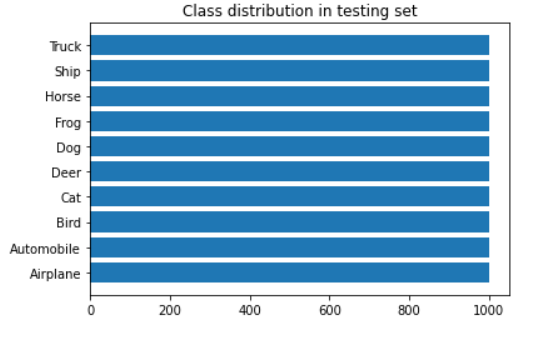 Class distribution in testing set
Truck
Ship
Horse
Frog
Dog
Deer
Cat
Bird
Automobile
Airplane
0 200 400 600 800 1000